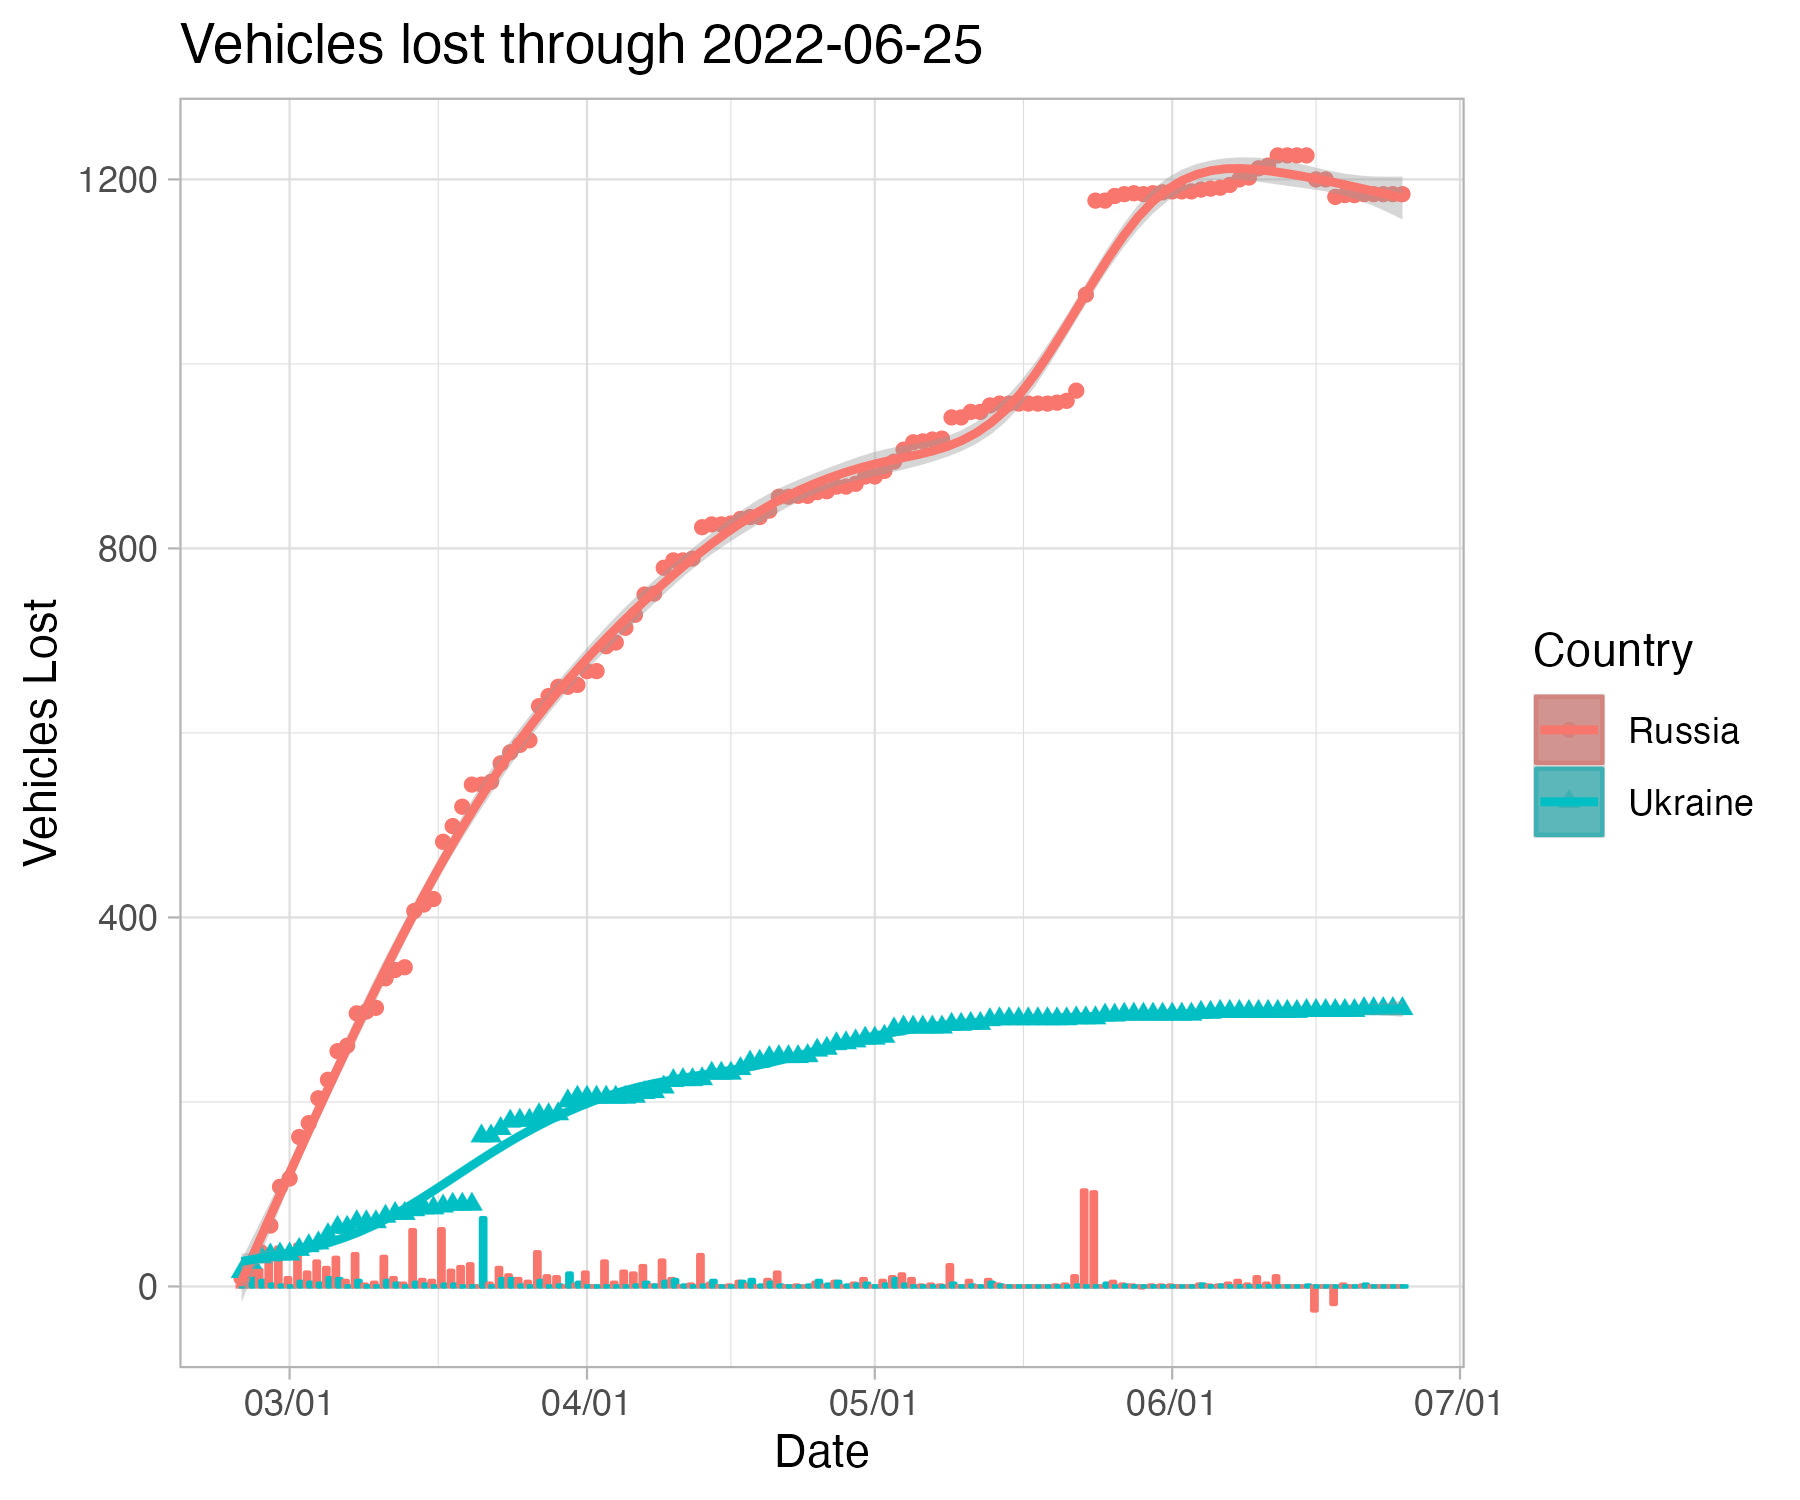 Vehicles lost through 2022-06-25
1200
800
400
0
Vehicles Lost
03/01
04/01
05/01
06/01
07/01
Date
Country
Russia
Ukraine